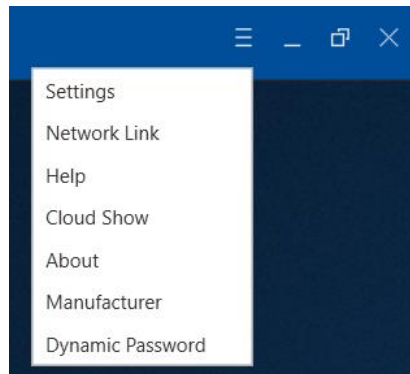 Settings
Network Link
Help
Cloud Show
About
Manufacturer
Dynamic Password